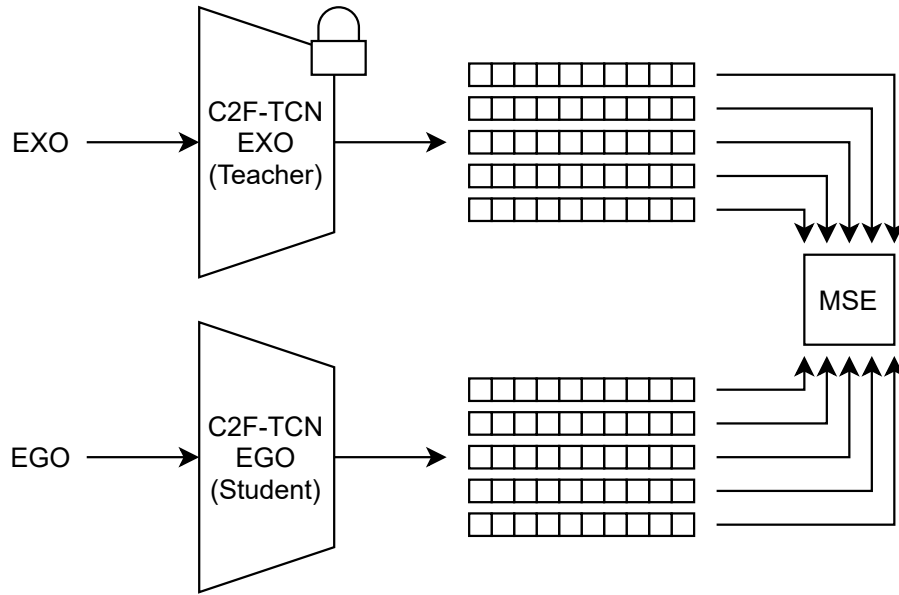 EXO
C2F-TCN
EXO
(Teacher)
MSE
EGO
C2F-TCN
EGO
(Student)